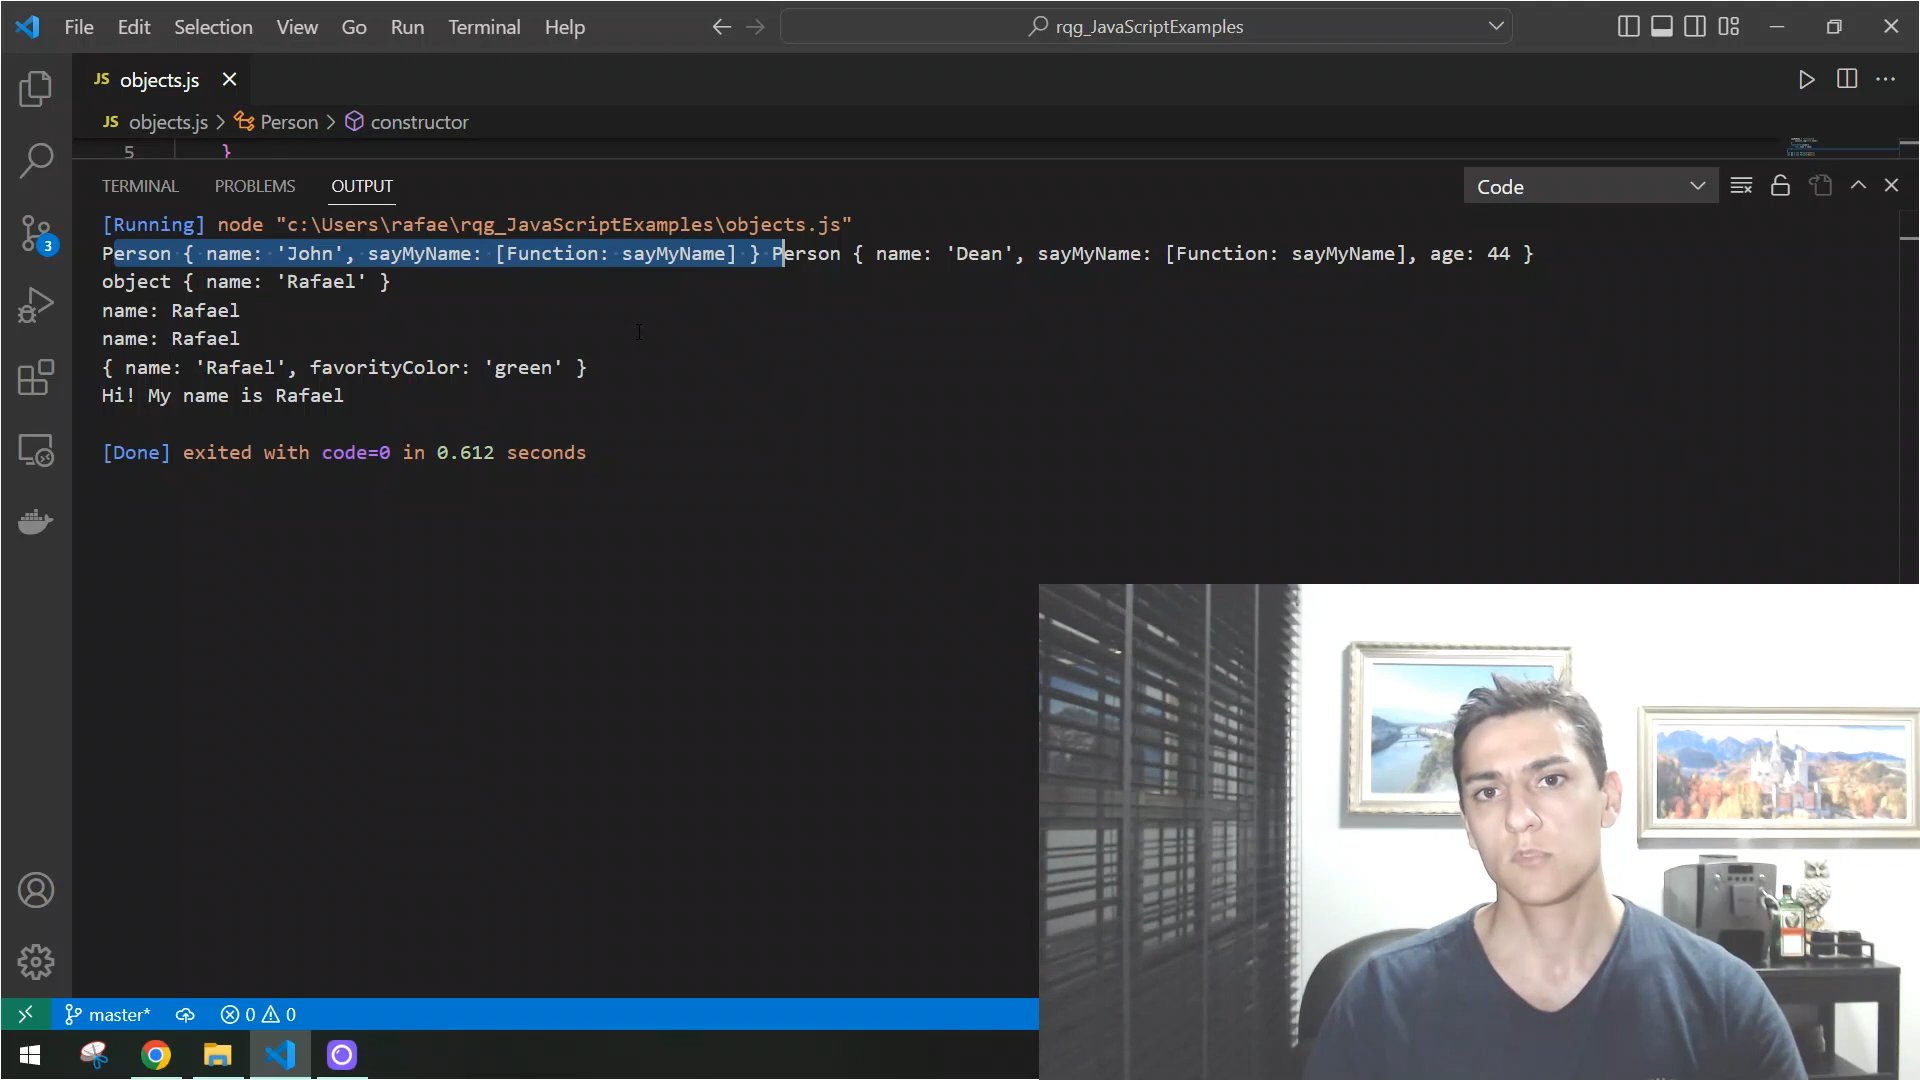 File Edit Selection View Go Run Terminal Help
rqg_JavaScriptExamples
JS objects.js
JS objects.js > Person > constructor
5 }
TERMINAL PROBLEMS OUTPUT
Code
[Running] node "c:\Users\rafae\rqg_JavaScriptExamples\objects.js"
Person { name: 'John', sayMyName: [Function: sayMyName] } Person { name: 'Dean', sayMyName: [Function: sayMyName], age: 44 }
object { name: 'Rafael' }
name: Rafael
name: Rafael
{ name: 'Rafael', favorityColor: 'green' }
Hi! My name is Rafael
[Done] exited with code=0 in 0.612 seconds
3
master* 0 0